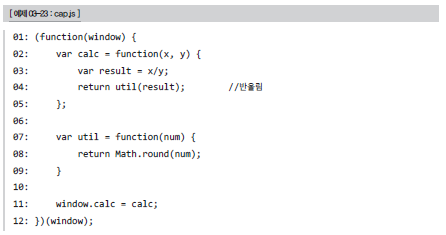 [예제 03-23 : cap.js]
01: (function(window) {
02:     var calc = function(x, y) {
03:         var result = x/y;
04:         return util(result);        //반올림
05:     };
06:
07:     var util = function(num) {
08:         return Math.round(num);
09:     }
10:
11:     window.calc = calc;
12: })(window);